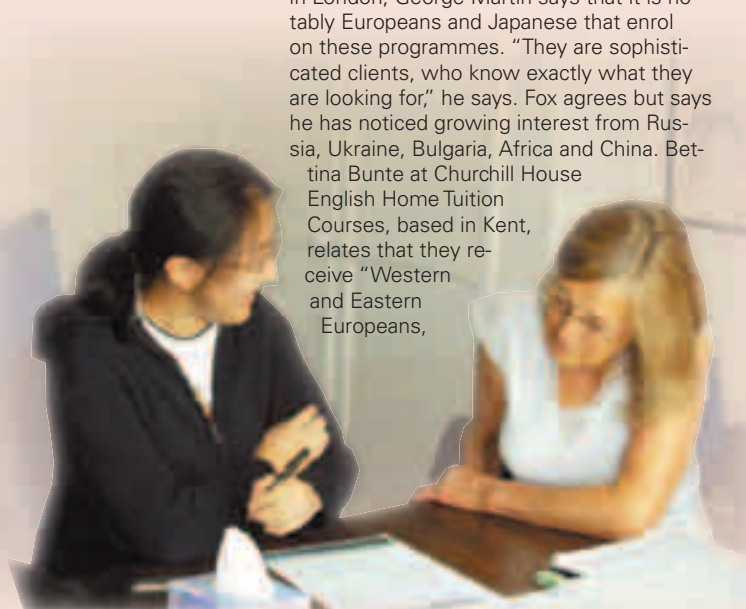 in London, George Martin says that it is no-
tably Europeans and Japanese that enrol
on these programmes. “They are sophisti-
cated clients, who know exactly what they
are looking for,” he says. Fox agrees but says
he has noticed growing interest from Rus-
sia, Ukraine, Bulgaria, Africa and China. Bet-
tina Bunte at Churchill House
English Home Tuition
Courses, based in Kent,
relates that they re-
ceive “Western
and Eastern
Europeans,